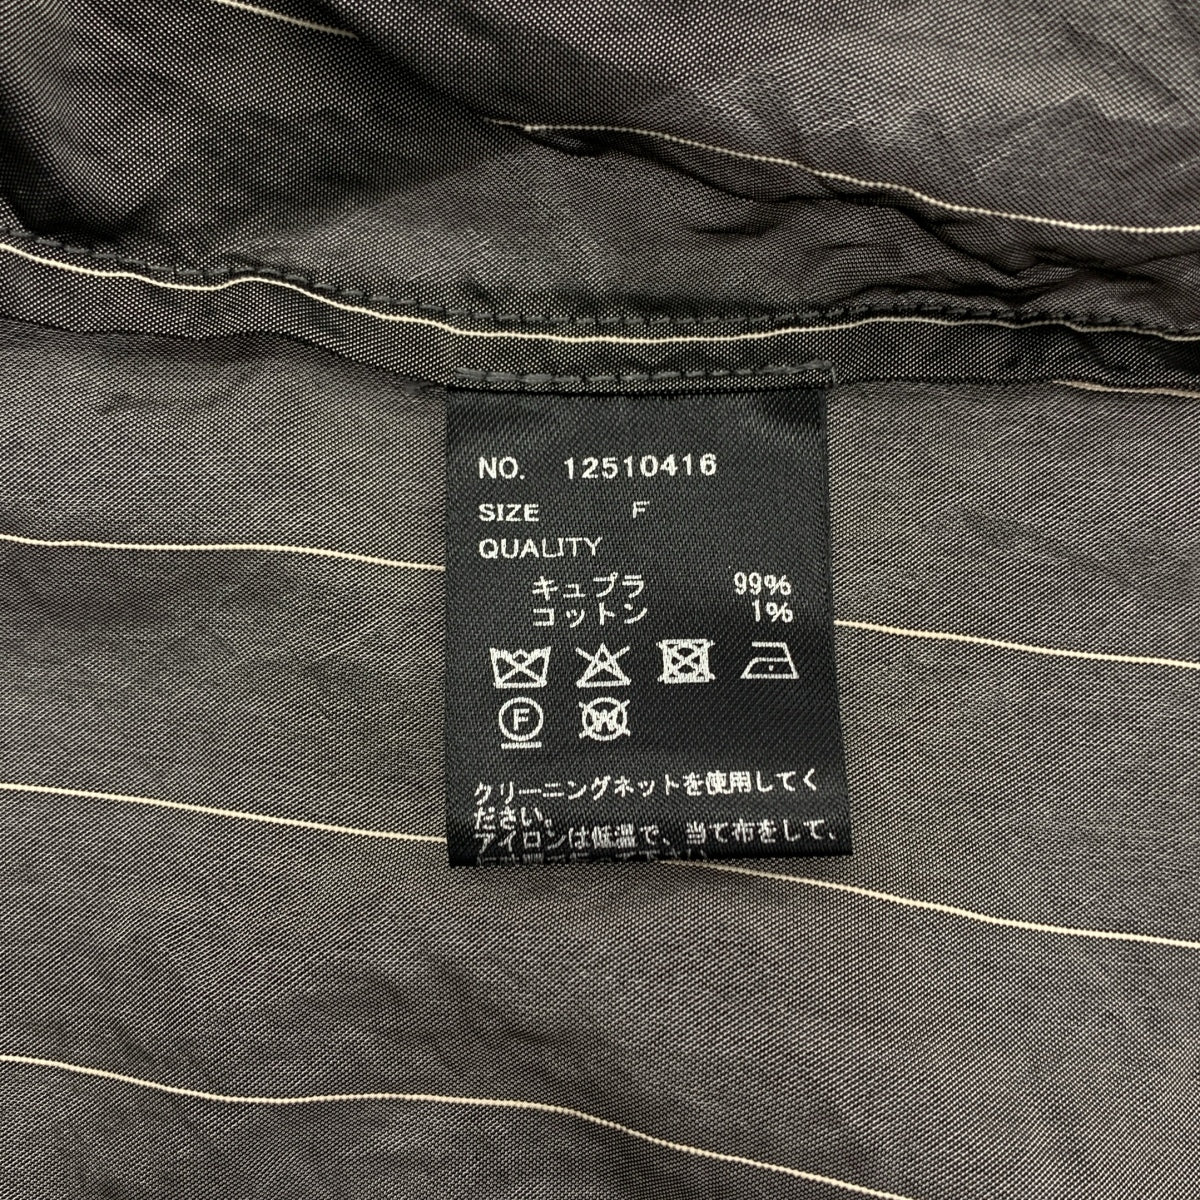 NO. 12510416
SIZE F
QUALITY
キュプラ 99%
コットン 1%
F
W
クリーニングネットを使用してく
ださい。
アイロンは低温で、当て布をして、